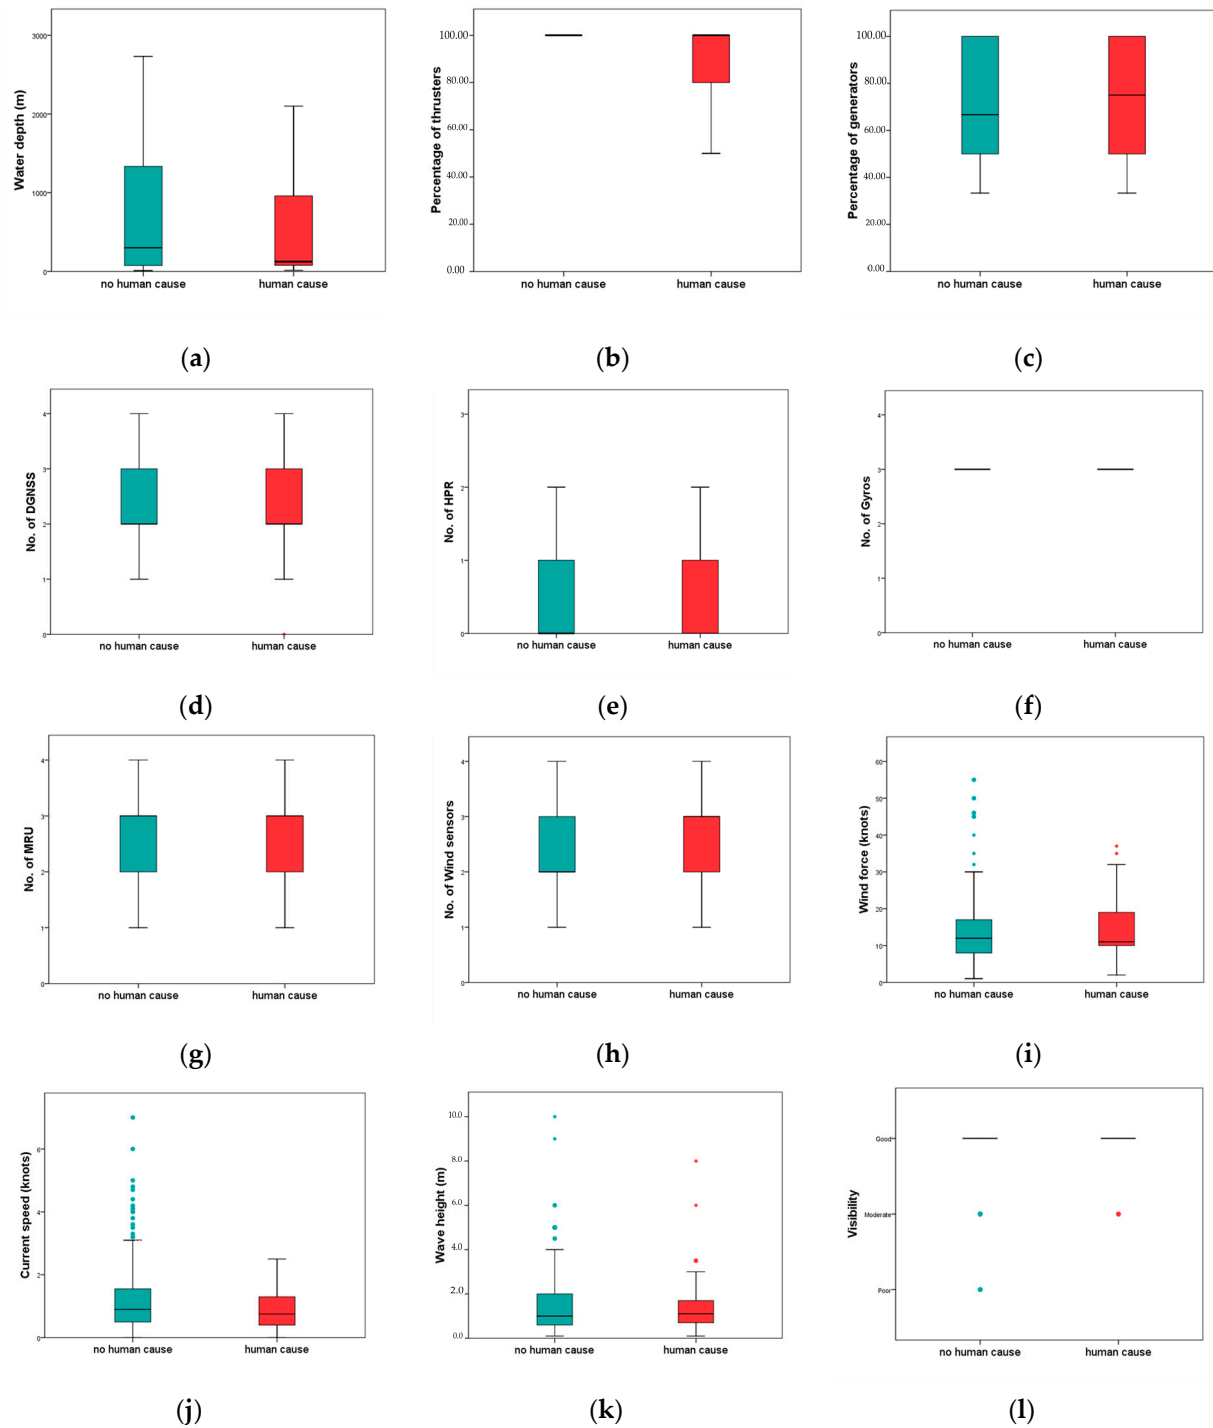 Water depth (m)
3000
2000
1000
0
no human cause
human cause
(a)
Percentage of thrusters
100.00
80.00
60.00
40.00
20.00
0.00
no human cause
human cause
(b)
Percentage of generators
100.00
80.00
60.00
40.00
20.00
0.00
no human cause
human cause
(c)
No. of DGNSS
4
3
2
1
0
no human cause
human cause
(d)
No. of HPR
3
2
1
0
no human cause
human cause
(e)
No. of Gyros
4
3
2
1
0
no human cause
human cause
(f)
No. of MRU
4
3
2
1
0
no human cause
human cause
(g)
No. of Wind sensors
4
3
2
1
0
no human cause
human cause
(h)
Wind force (knots)
60
50
40
30
20
10
0
no human cause
human cause
(i)
Current speed (knots)
6
4
2
0
no human cause
human cause
(j)
Wave height (m)
10.0
8.0
6.0
4.0
2.0
0.0
no human cause
human cause
(k)
Visibility
Good
Moderate
Poor
no human cause
human cause
(l)